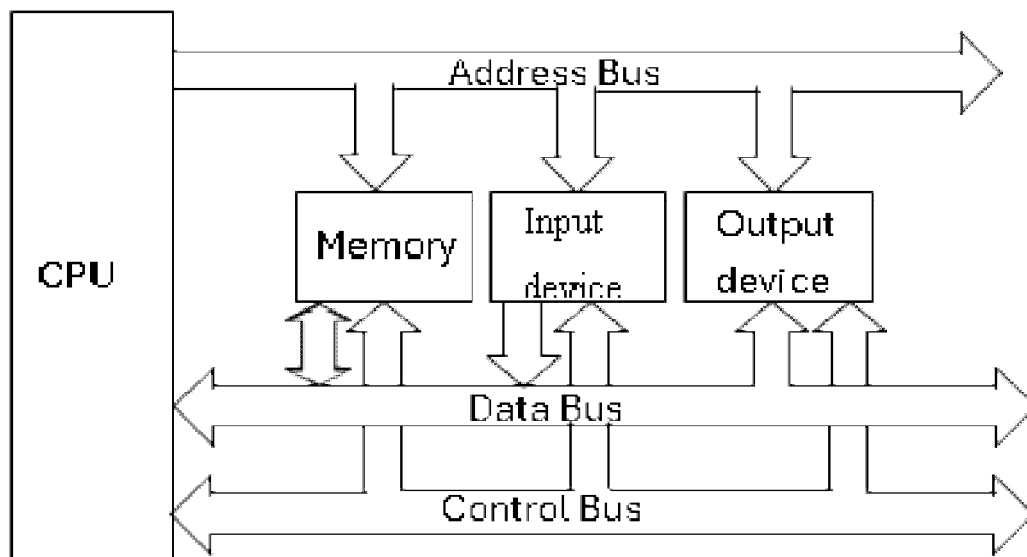 Address Bus
CPU
Memory
Input
device
Output
device
Data Bus
Control Bus